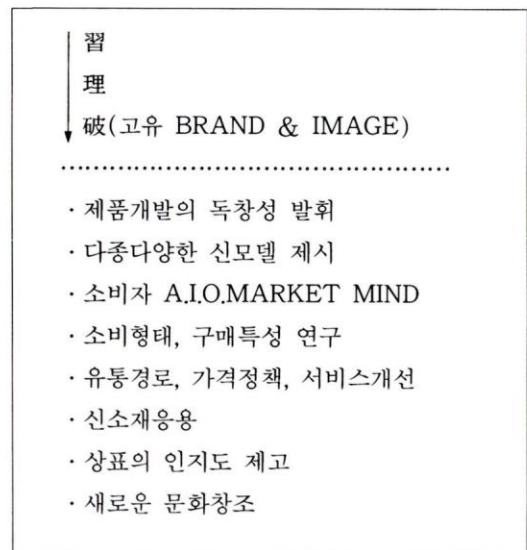 習
理
破(고유 BRAND & IMAGE)
· 제품개발의 독창성 발휘
· 다종다양한 신모델 제시
· 소비자 A.I.O.MARKET MIND
· 소비형태, 구매특성 연구
· 유통경로, 가격정책, 서비스개선
· 신소재응용
· 상표의 인지도 제고
· 새로운 문화창조